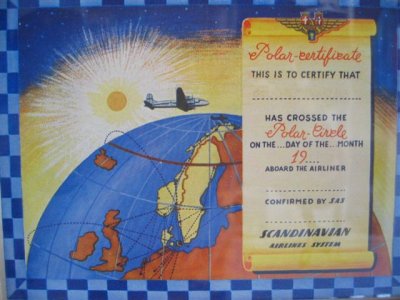 Polar-certificate
THIS IS TO CERTIFY THAT
HAS CROSSED THE
Polar-Circle
ON THE...DAY OF THE..MONTH
19....
ABOARD THE AIRLINER
CONFIRMED BY SAS
SCANDINAVIAN
AIRLINES SYSTEM